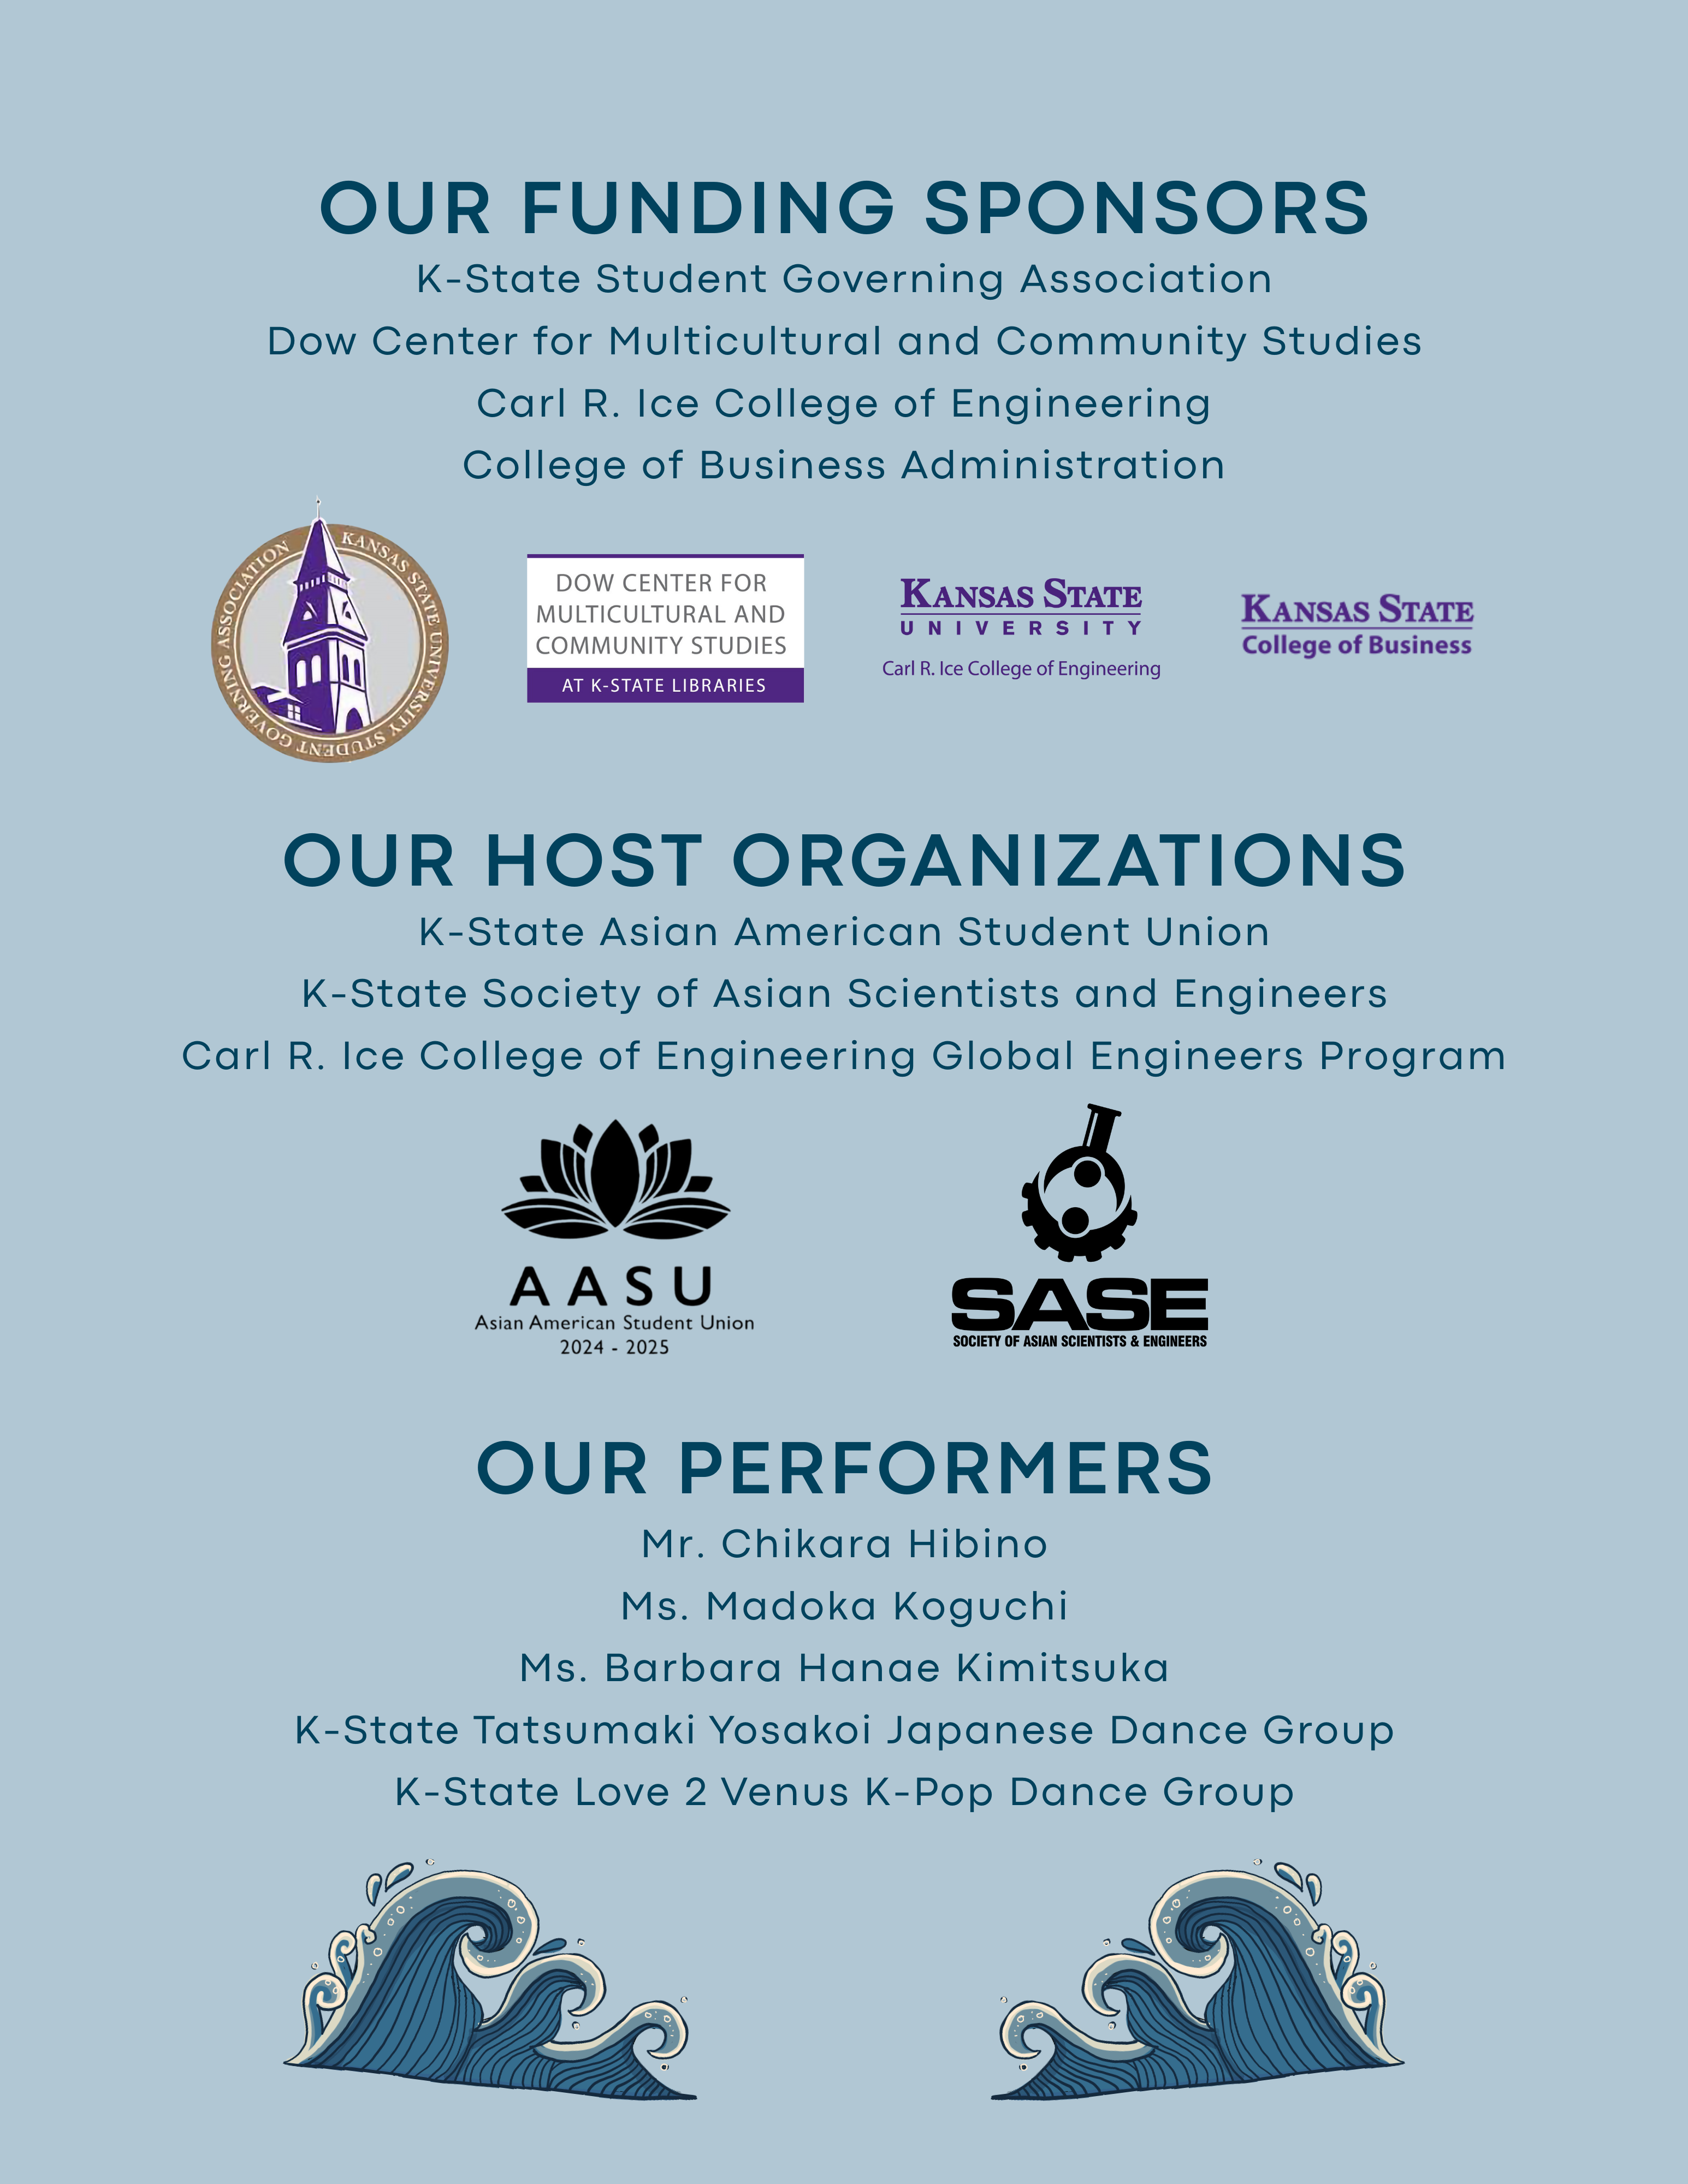 OUR FUNDING SPONSORS
K-State Student Governing Association
Dow Center for Multicultural and Community Studies
Carl R. Ice College of Engineering
College of Business Administration
KANSAS STATE UNIVERSITY STUDENT GOVERNING ASSOCIATION
DOW CENTER FOR
MULTICULTURAL AND
COMMUNITY STUDIES
AT K-STATE LIBRARIES
KANSAS STATE
UNIVERSITY
Carl R. Ice College of Engineering
KANSAS STATE
College of Business
OUR HOST ORGANIZATIONS
K-State Asian American Student Union
K-State Society of Asian Scientists and Engineers
Carl R. Ice College of Engineering Global Engineers Program
AASU
Asian American Student Union
2024 - 2025
SASE
SOCIETY OF ASIAN SCIENTISTS & ENGINEERS
OUR PERFORMERS
Mr. Chikara Hibino
Ms. Madoka Koguchi
Ms. Barbara Hanae Kimitsuka
K-State Tatsumaki Yosakoi Japanese Dance Group
K-State Love 2 Venus K-Pop Dance Group